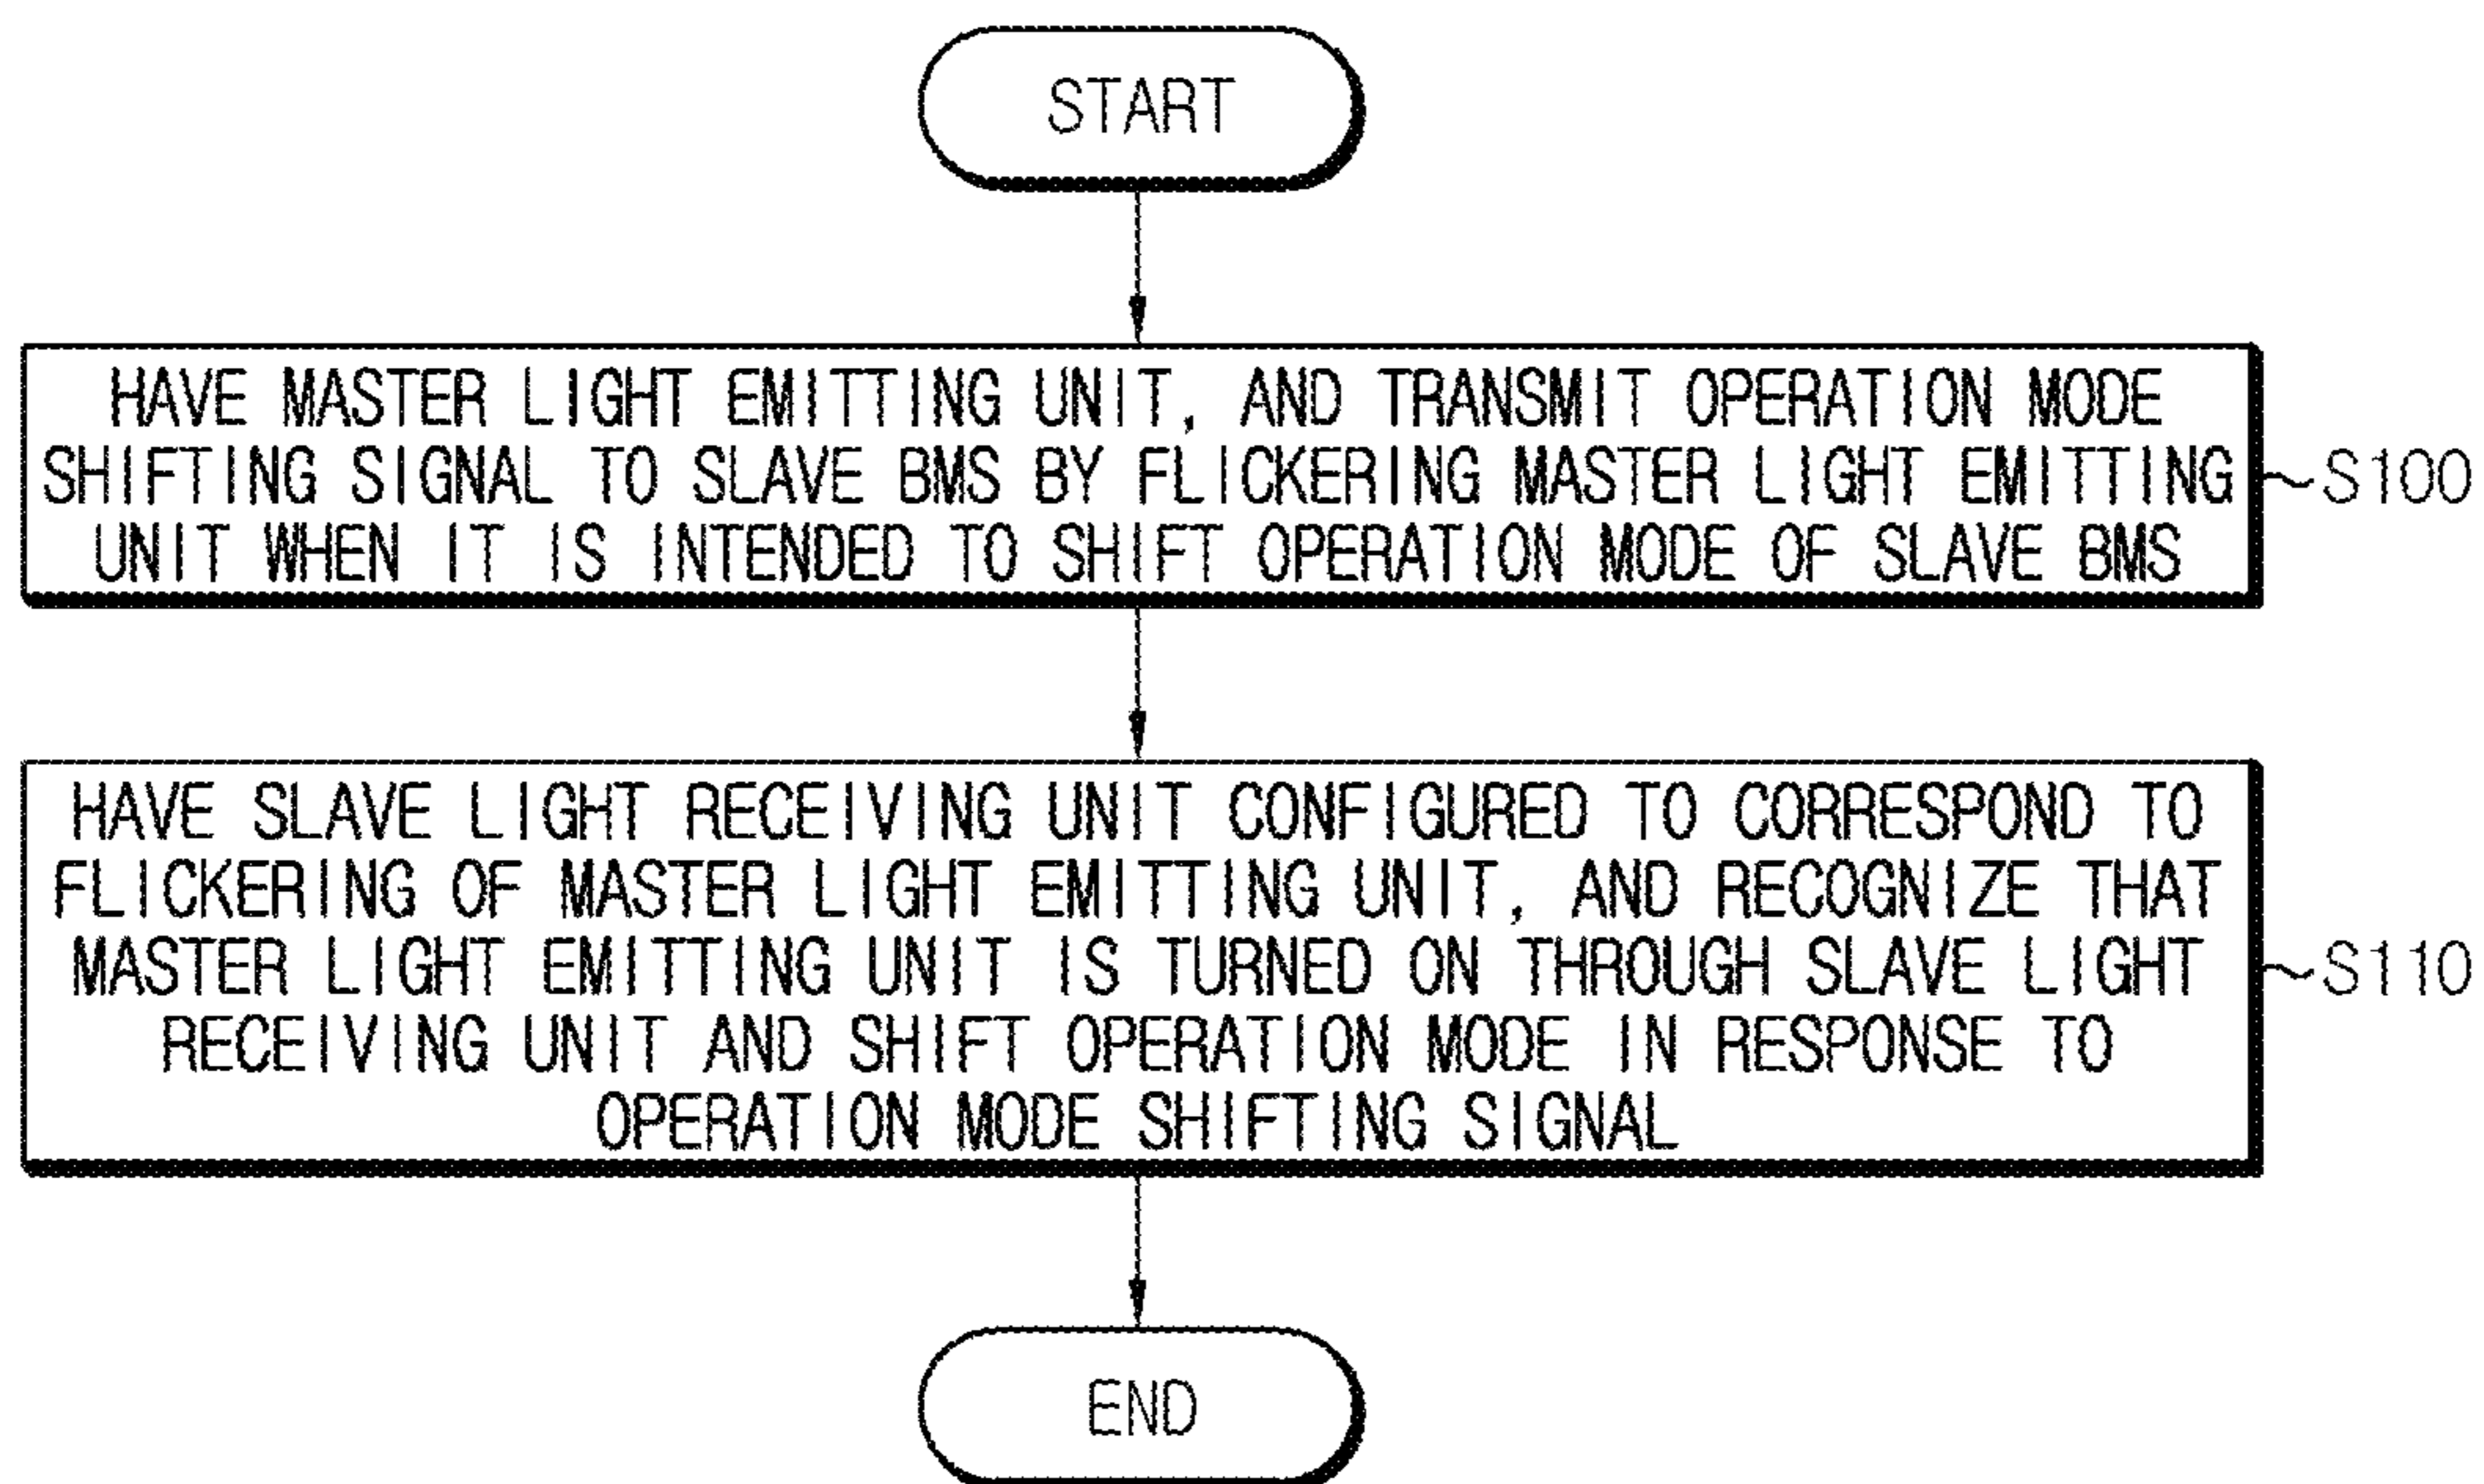 START
HAVE MASTER LIGHT EMITTING UNIT, AND TRANSMIT OPERATION MODE
SHIFTING SIGNAL TO SLAVE BMS BY FLICKERING MASTER LIGHT EMITTING
UNIT WHEN IT IS INTENDED TO SHIFT OPERATION MODE OF SLAVE BMS
~S100
HAVE SLAVE LIGHT RECEIVING UNIT CONFIGURED TO CORRESPOND TO
FLICKERING OF MASTER LIGHT EMITTING UNIT, AND RECOGNIZE THAT
MASTER LIGHT EMITTING UNIT IS TURNED ON THROUGH SLAVE LIGHT
RECEIVING UNIT AND SHIFT OPERATION MODE IN RESPONSE TO
OPERATION MODE SHIFTING SIGNAL
~S110
END